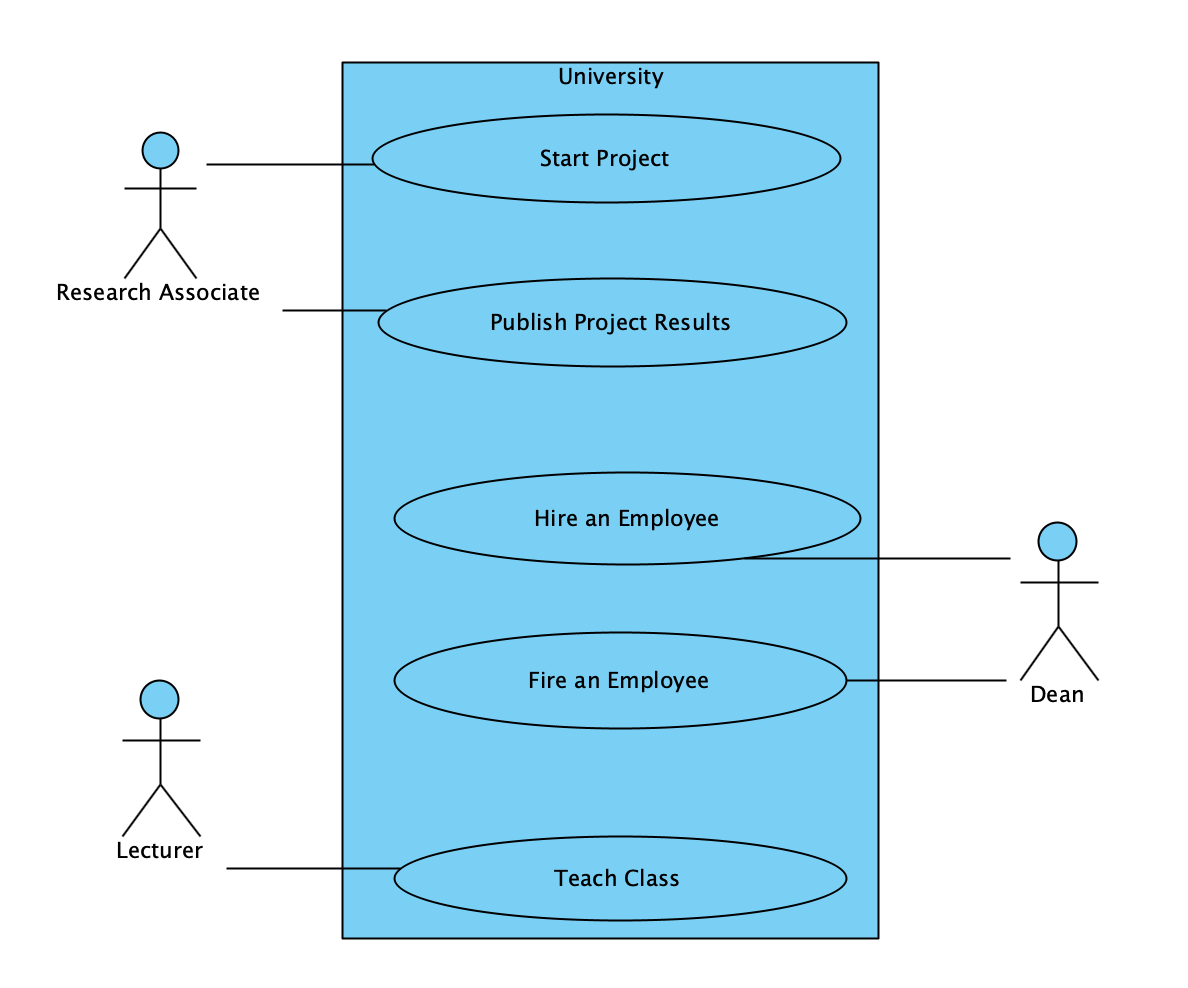 University
Start Project
Research Associate
Publish Project Results
Hire an Employee
Fire an Employee
Dean
Lecturer
Teach Class